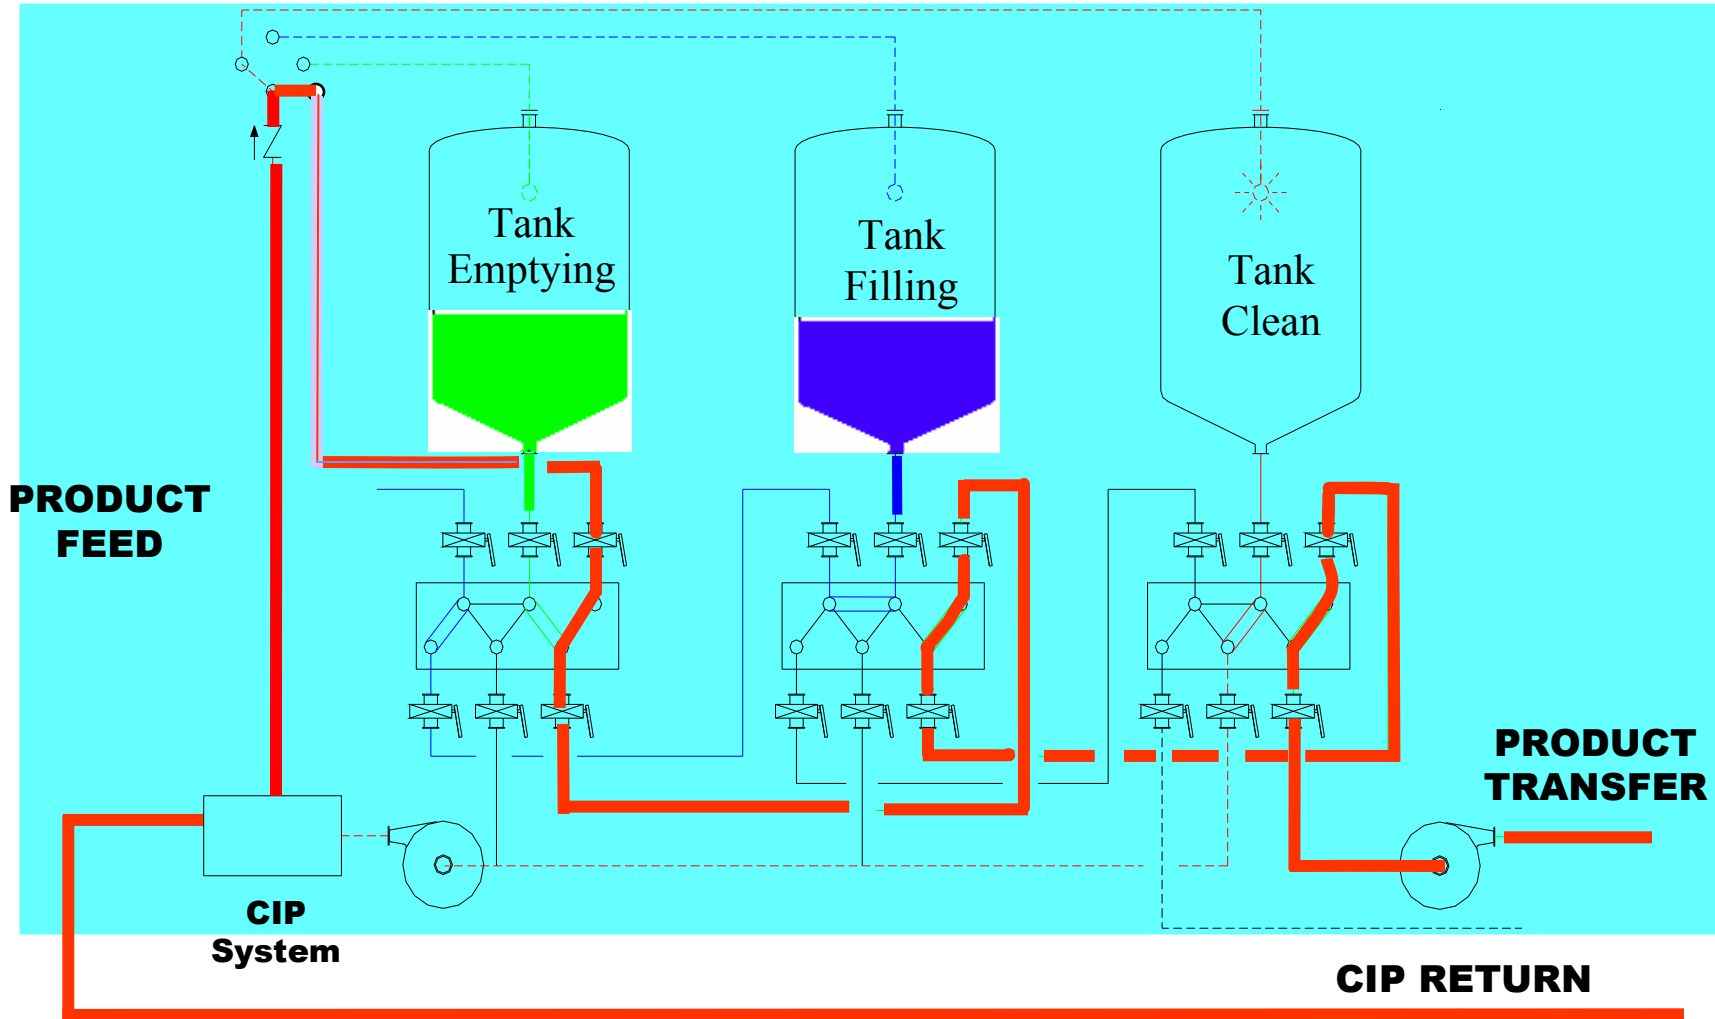 Tank
Emptying
Tank
Filling
Tank
Clean
PRODUCT
FEED
PRODUCT
TRANSFER
CIP
System
CIP RETURN